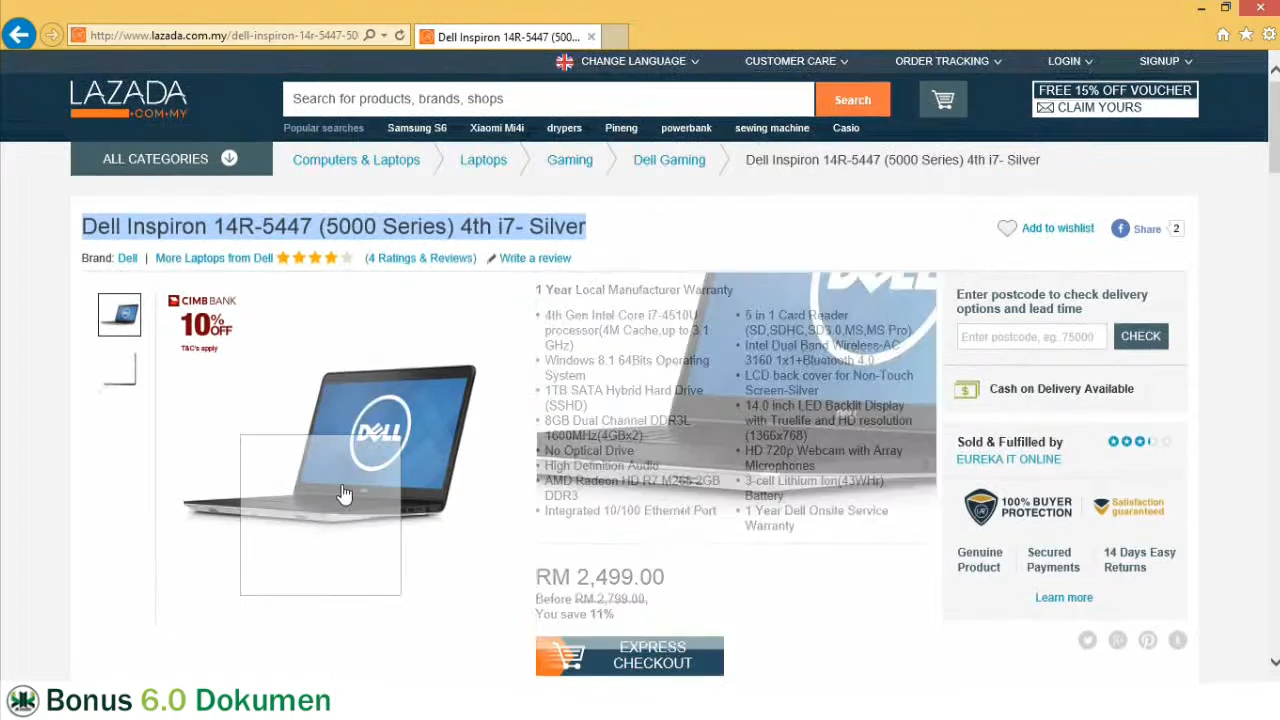 http://www.lazada.com.my/dell-inspiron-14r-5447-50
Dell Inspiron 14R-5447 (500...
CHANGE LANGUAGE
CUSTOMER CARE
ORDER TRACKING
LOGIN
SIGNUP
LAZADA
.COM.MY
Search for products, brands, shops
Search
FREE 15% OFF VOUCHER
CLAIM YOURS
Popular searches
Samsung S6
Xiaomi Mi4i
drypers
Pineng
powerbank
sewing machine
Casio
ALL CATEGORIES
Computers & Laptops
Laptops
Gaming
Dell Gaming
Dell Inspiron 14R-5447 (5000 Series) 4th i7- Silver
Dell Inspiron 14R-5447 (5000 Series) 4th i7- Silver
Add to wishlist
f Share 2
Brand: Dell | More Laptops from Dell (4 Ratings & Reviews) Write a review
CIMB BANK
10%
OFF
T&C's apply
DELL
DELL
1 Year Local Manufacturer Warranty
• 4th Gen Intel Core i7-4510U
processor(4M Cache,up to 3.1
GHz)
• Windows 8.1 64Bits Operating
System
• 1TB SATA Hybrid Hard Drive
(SSHD)
• 8GB Dual Channel DDR3L
1600MHz(4GBx2)
• No Optical Drive
• High Definition Audio
• AMD Radeon HD R7 M265 2GB
DDR3
• Integrated 10/100 Ethernet Port
• 5 in 1 Card Reader
(SD,SDHC,SD3.0,MS,MS Pro)
• Intel Dual Band Wireless-AC
3160 1x1+Bluetooth 4.0
• LCD back cover for Non-Touch
Screen-Silver
• 14.0 inch LED Backlit Display
with Truelife and HD resolution
(1366x768)
• HD 720p Webcam with Array
Microphones
• 3-cell Lithium Ion(43WHr)
Battery
• 1 Year Dell Onsite Service
Warranty
RM 2,499.00
Before RM 2,799.00,
You save 11%
EXPRESS
CHECKOUT
Enter postcode to check delivery
options and lead time
Enter postcode, eg. 75000
CHECK
Cash on Delivery Available
Sold & Fulfilled by
EUREKA IT ONLINE
100% BUYER
PROTECTION
Satisfaction
guaranteed
Genuine
Product
Secured
Payments
14 Days Easy
Returns
Learn more
Bonus 6.0 Dokumen